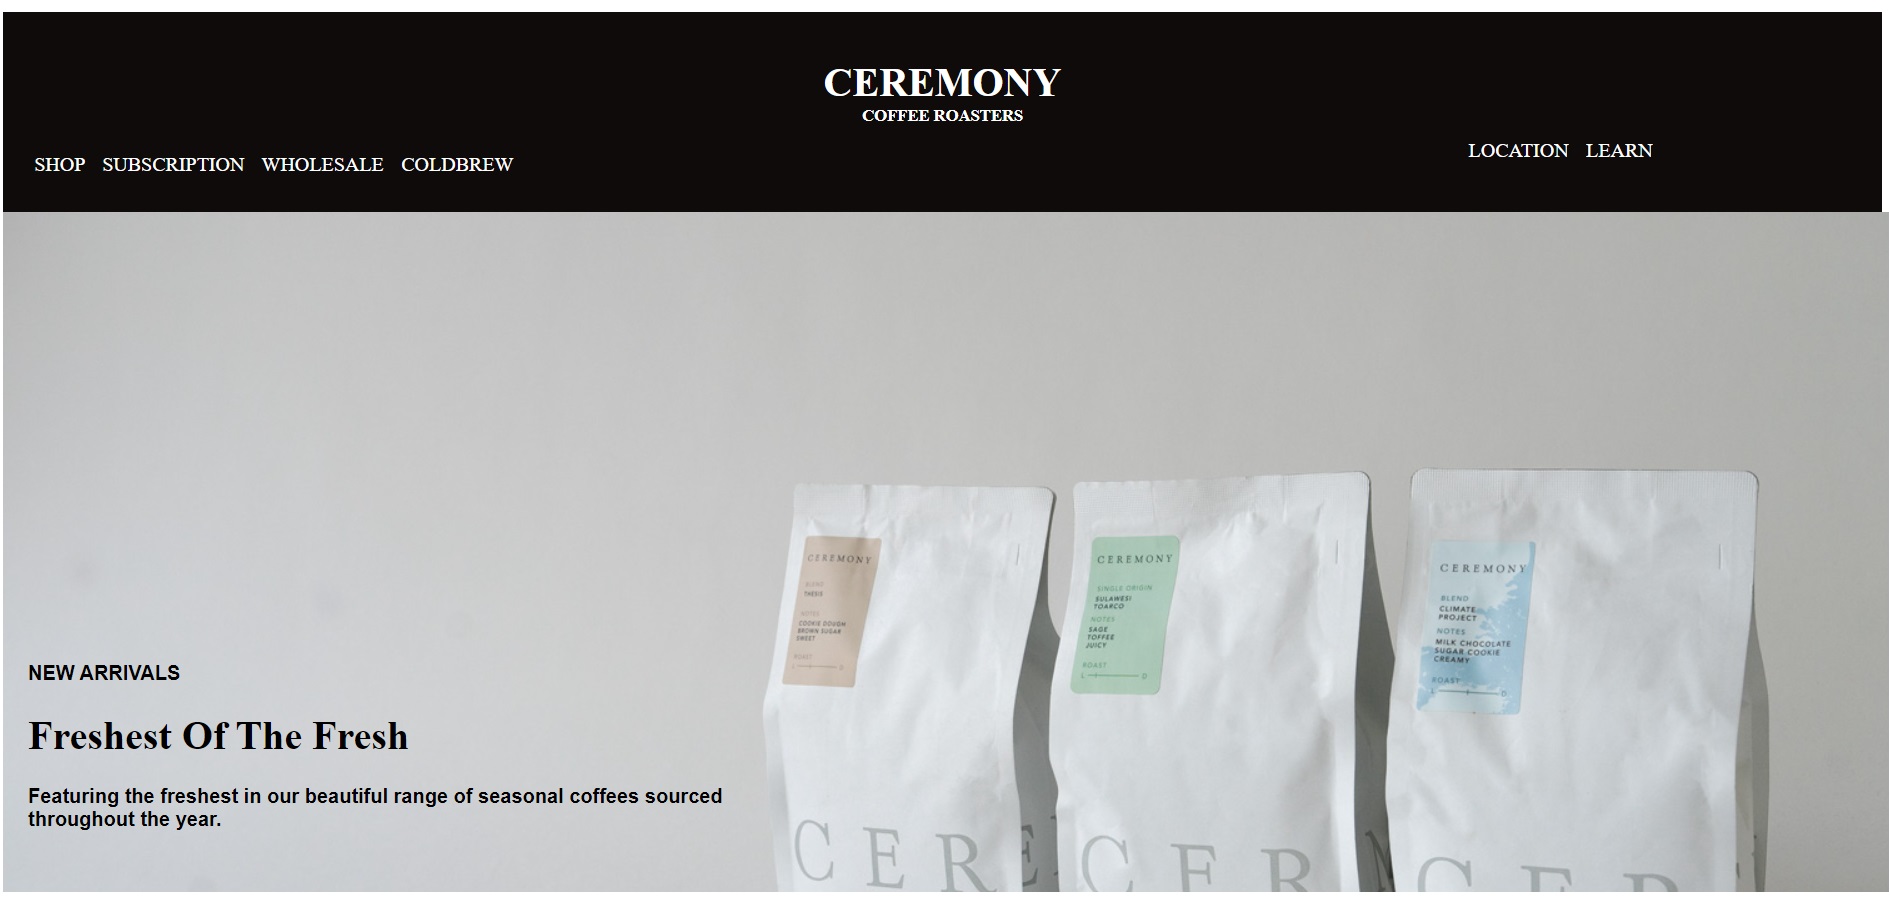 CEREMONY
COFFEE ROASTERS
SHOP SUBSCRIPTION WHOLESALE COLDBREW
LOCATION LEARN
NEW ARRIVALS
Freshest Of The Fresh
Featuring the freshest in our beautiful range of seasonal coffees sourced
throughout the year.
CEREMONY
BLEND
THESIS
NOTES
COOKIE DOUGH
BROWN SUGAR
SWEET
ROAST
L D
CERE
CEREMONY
SINGLE ORIGIN
SULAWESI
TOARCO
NOTES
SAGE
TOFFEE
JUICY
ROAST
L D
CEREM
CEREMONY
BLEND
CLIMATE
PROJECT
NOTES
MILK CHOCOLATE
SUGAR COOKIE
CREAMY
ROAST
L D
CER